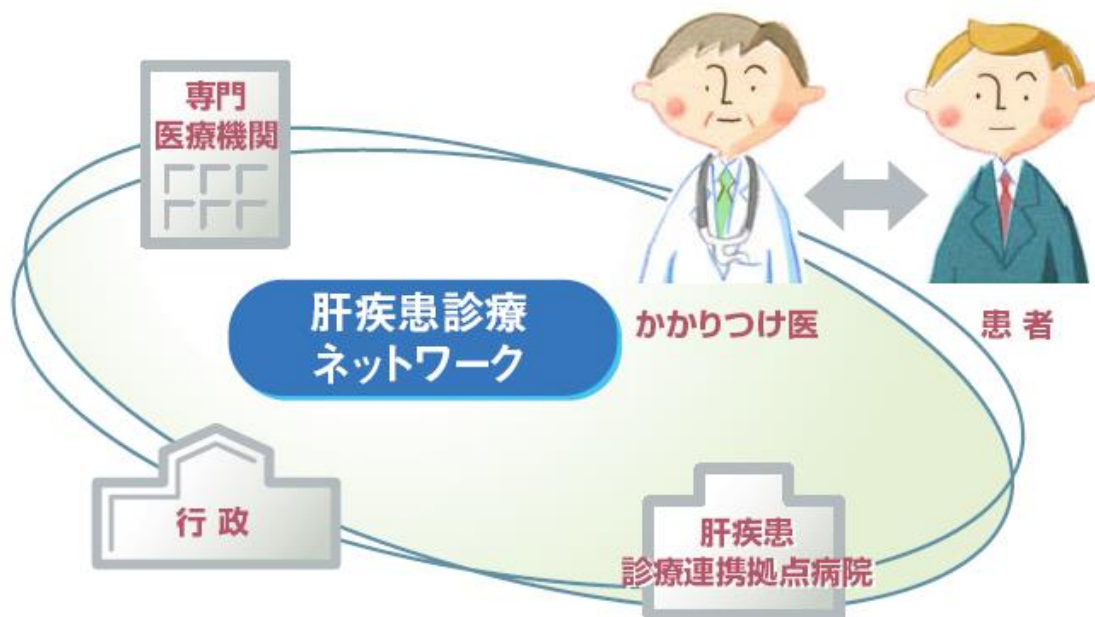 専門
医療機関
肝疾患診療
ネットワーク
かかりつけ医
患者
行政
肝疾患
診療連携拠点病院